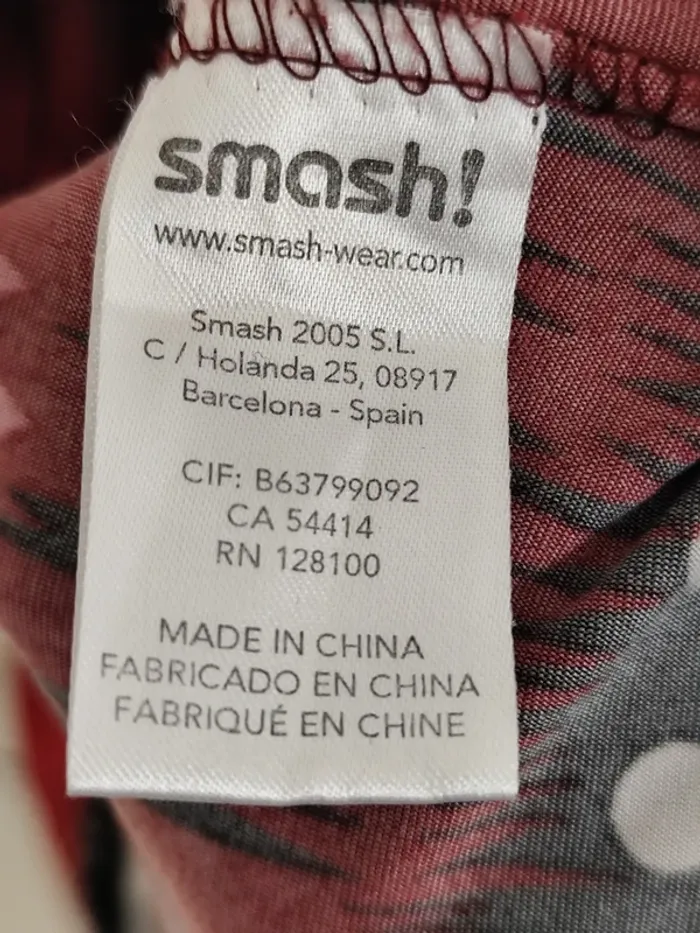 smash!
www.smash-wear.com
Smash 2005 S.L.
C / Holanda 25, 08917
Barcelona - Spain
CIF: B63799092
CA 54414
RN 128100
MADE IN CHINA
FABRICADO EN CHINA
FABRIQUÉ EN CHINE